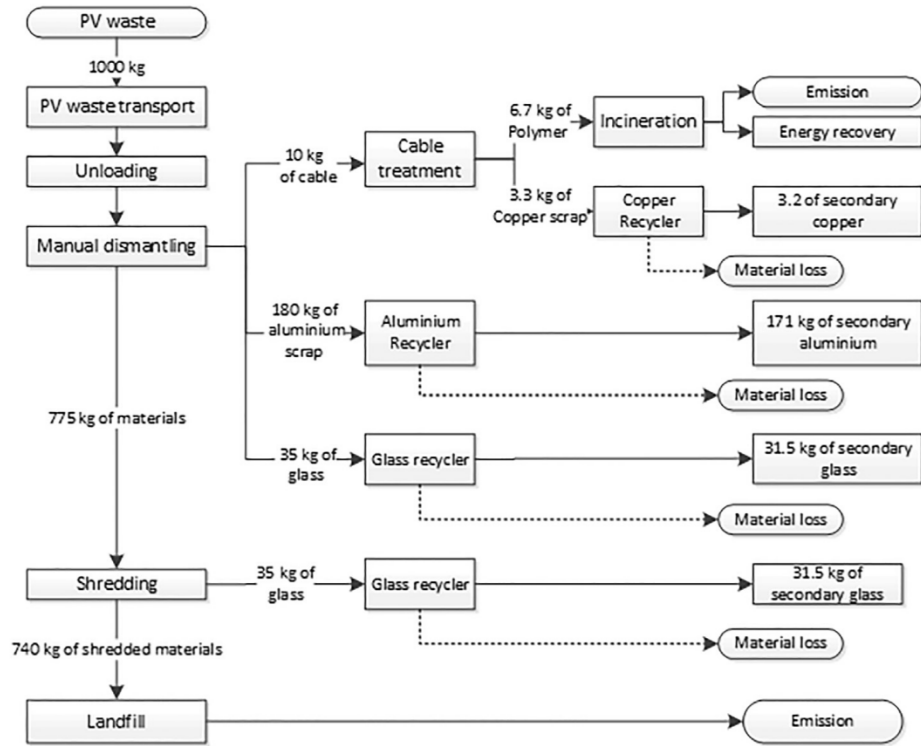 PV waste
1000 kg
PV waste transport
Unloading
Manual dismantling
10 kg
of cable
Cable
treatment
6.7 kg of
Polymer
Incineration
Emission
Energy recovery
3.3 kg of
Copper scrap
Copper
Recycler
3.2 of secondary
copper
Material loss
180 kg of
aluminium
scrap
Aluminium
Recycler
171 kg of secondary
aluminium
Material loss
775 kg of materials
35 kg of
glass
Glass recycler
31.5 kg of secondary
glass
Material loss
Shredding
35 kg of
glass
Glass recycler
31.5 kg of
secondary glass
Material loss
740 kg of shredded materials
Landfill
Emission